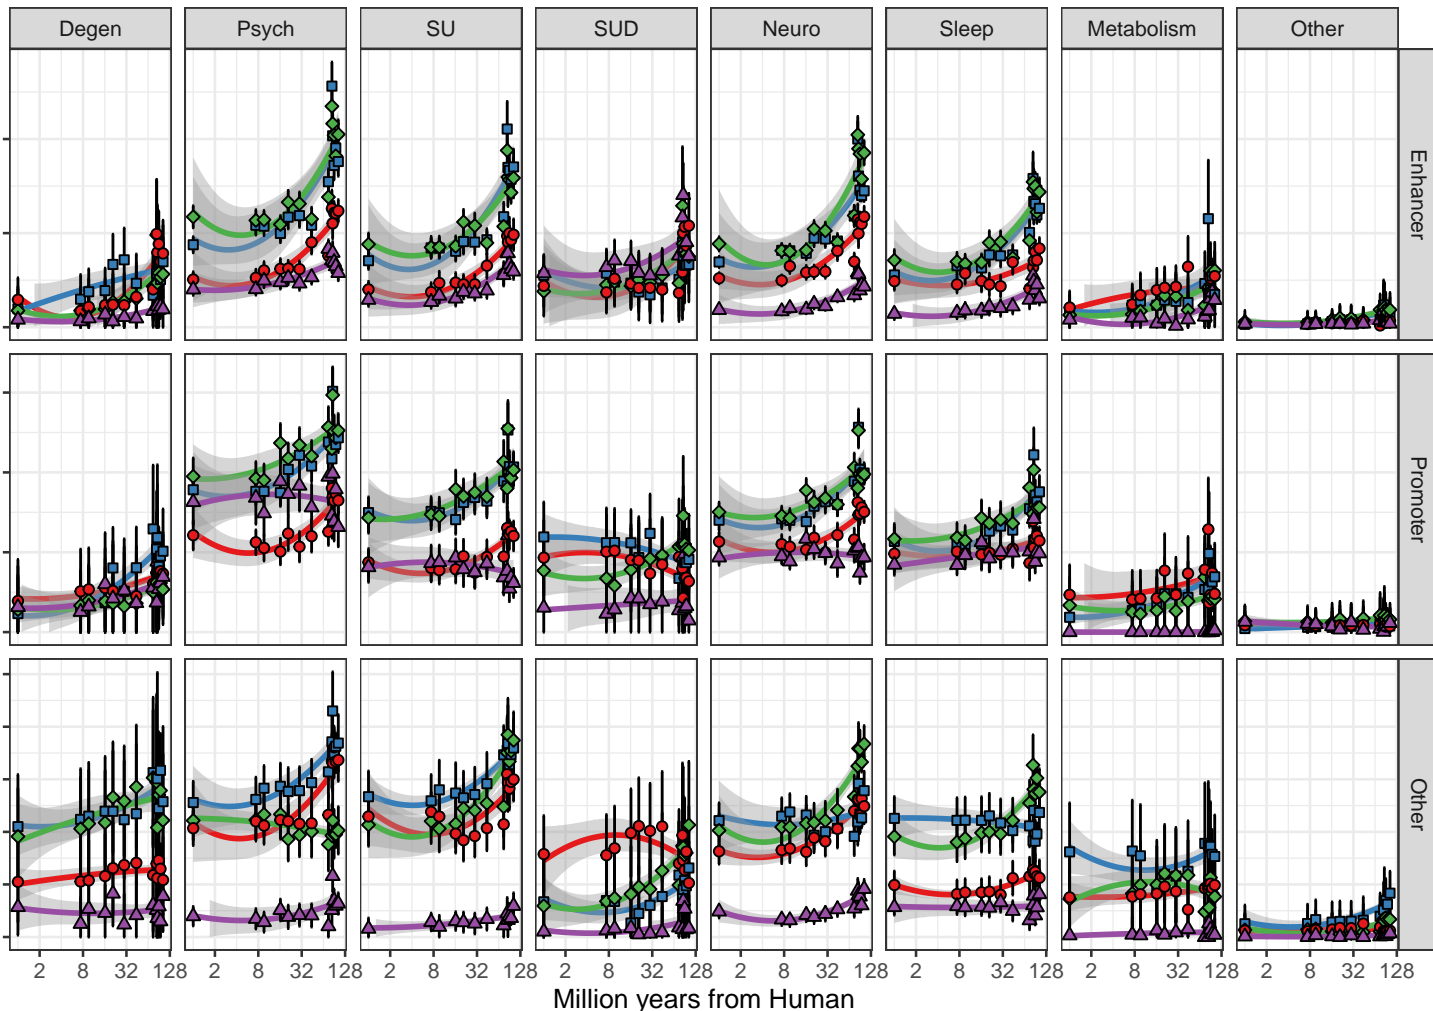 Degen Psych SU SUD Neuro Sleep Metabolism Other
Enhancer
Promoter
Other
2 8 32 128 2 8 32 128 2 8 32 128 2 8 32 128 2 8 32 128 2 8 32 128 2 8 32 128 2 8 32 128
Million years from Human